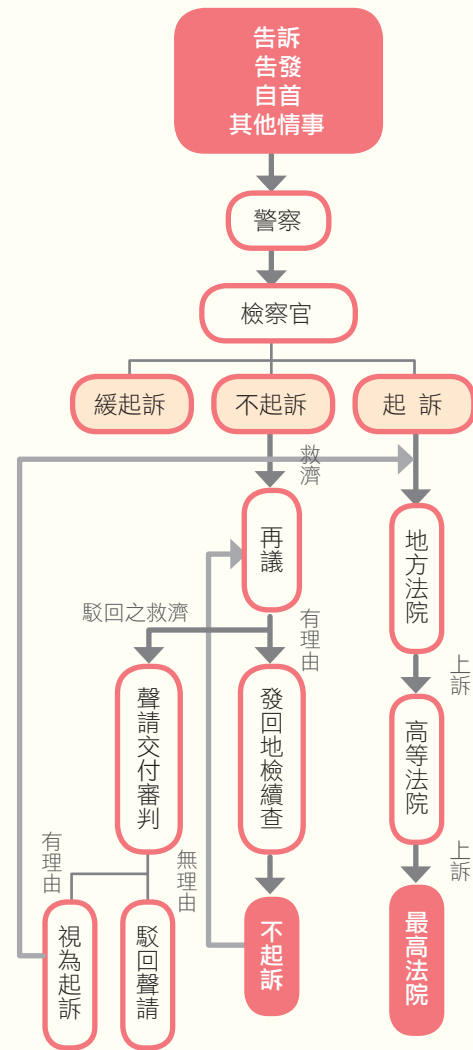 告訴
告發
自首
其他情事
警察
檢察官
緩起訴
不起訴
起 訴
救濟
再議
地方法院
駁回之救濟
有理由
上訴
聲請交付審判
發回地檢續查
高等法院
有理由
無理由
上訴
視為起訴
駁回聲請
不起訴
最高法院